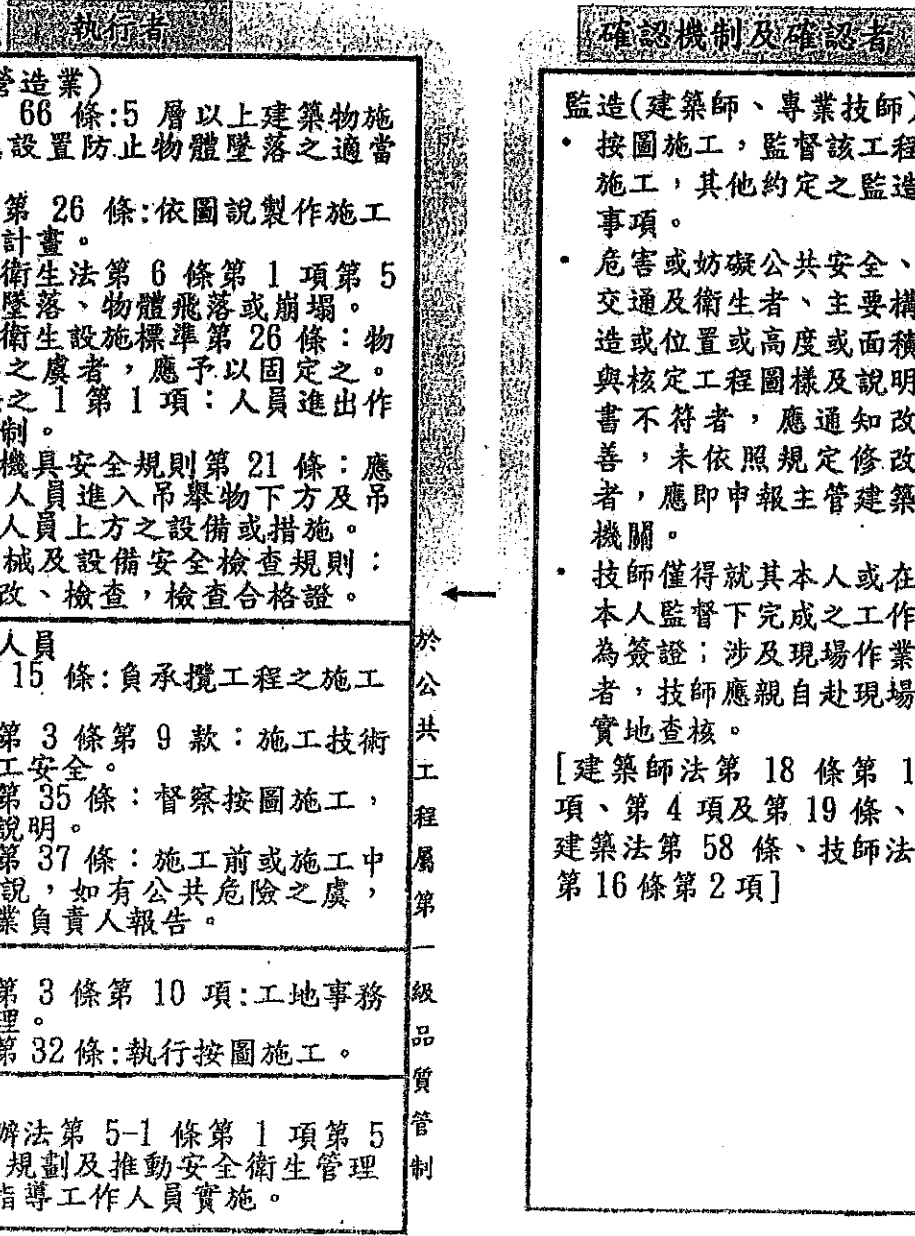 執行者
營造業)
66 條:5 層以上建築物施
設置防止物體墜落之適當
第 26 條:依圖說製作施工
計畫。
衛生法第 6 條第 1 項第 5
墜落、物體飛落或崩塌。
衛生設施標準第 26 條：物
之虞者，應予以固定之。
之 1 第 1 項：人員進出作
制。
機具安全規則第 21 條：應
人員進入吊舉物下方及吊
人員上方之設備或措施。
械及設備安全檢查規則：
改、檢查，檢查合格證。
人員
15 條:負承攬工程之施工
第 3 條第 9 款：施工技術
工安全。
第 35 條：督察按圖施工，
說明。
第 37 條：施工前或施工中
說，如有公共危險之虞，
業負責人報告。
第 3 條第 10 項:工地事務
理。
第 32 條:執行按圖施工。
辦法第 5-1 條第 1 項第 5
規劃及推動安全衛生管理
指導工作人員實施。
於公共工程屬第一級品質管制
確認機制及確認者
監造(建築師、專業技師)
• 按圖施工，監督該工程
施工，其他約定之監造
事項。
• 危害或妨礙公共安全、
交通及衛生者、主要構
造或位置或高度或面積
與核定工程圖樣及說明
書不符者，應通知改
善，未依照規定修改
者，應即申報主管建築
機關。
• 技師僅得就其本人或在
本人監督下完成之工作
為簽證；涉及現場作業
者，技師應親自赴現場
實地查核。
[建築師法第 18 條第 1
項、第 4 項及第 19 條、
建築法第 58 條、技師法
第 16 條第 2 項]